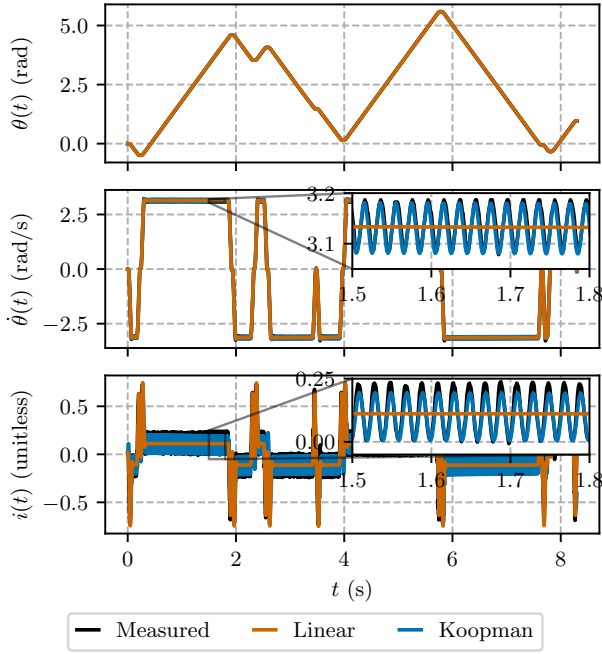 θ(t) (rad)
5.0
2.5
0.0
θ̇(t) (rad/s)
2.5
0.0
−2.5
3.2
3.1
1.5 1.6 1.7 1.8
i(t) (unitless)
0.5
0.0
−0.5
0.25
0.00
1.5 1.6 1.7 1.8
0 2 4 6 8
t (s)
Measured Linear Koopman